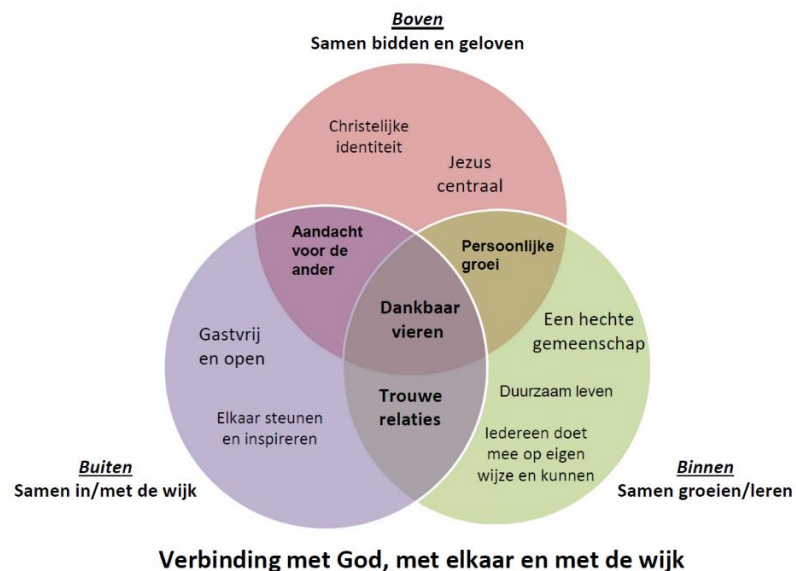 Boven
Samen bidden en geloven
Christelijke
identiteit
Jezus
centraal
Aandacht
voor de
ander
Persoonlijke
groei
Dankbaar
vieren
Gastvrij
en open
Een hechte
gemeenschap
Trouwe
relaties
Duurzaam leven
Elkaar steunen
en inspireren
Iedereen doet
mee op eigen
wijze en kunnen
Buiten
Samen in/met de wijk
Binnen
Samen groeien/leren
Verbinding met God, met elkaar en met de wijk